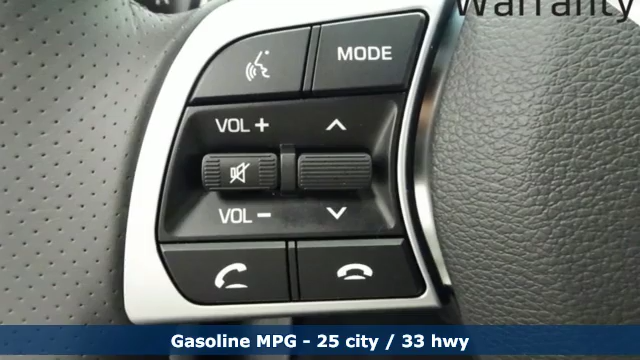 Warranty
MODE
VOL +
VOL −
Gasoline MPG - 25 city / 33 hwy